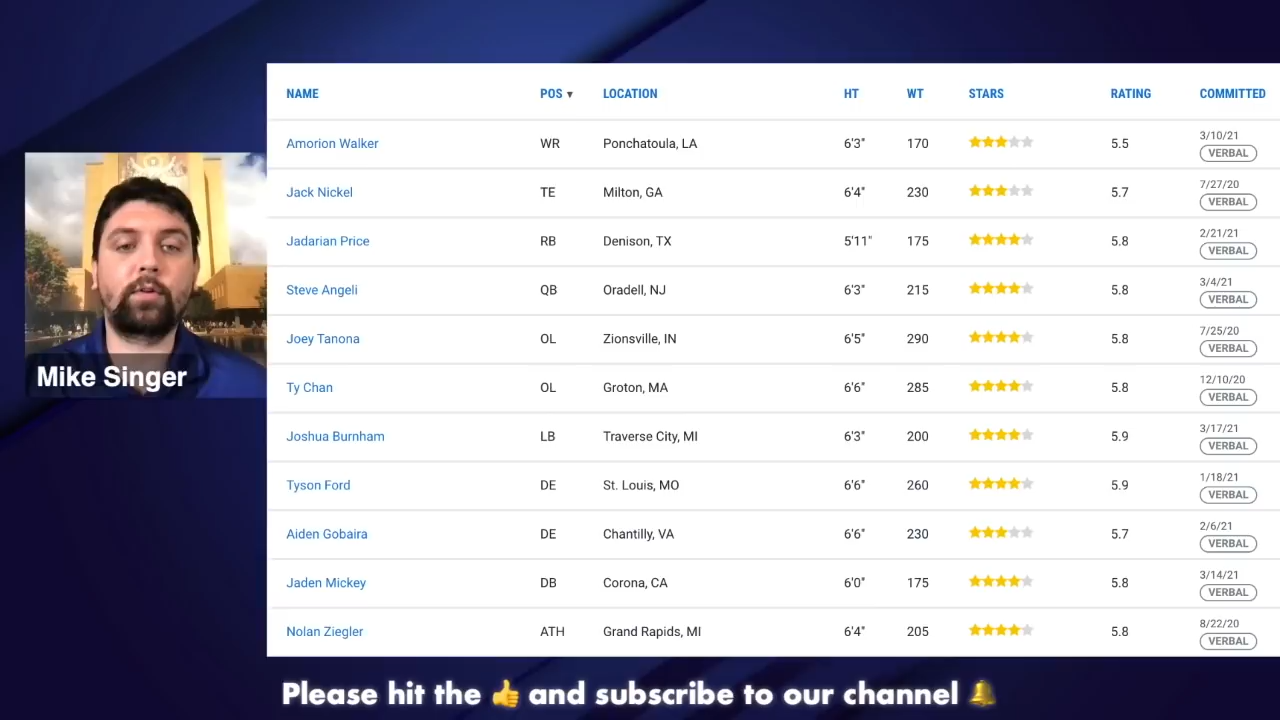 NAME POS ▼ LOCATION HT WT STARS RATING COMMITTED
Amorion Walker WR Ponchatoula, LA 6'3" 170 5.5 3/10/21 VERBAL
Jack Nickel TE Milton, GA 6'4" 230 5.7 7/27/20 VERBAL
Jadarian Price RB Denison, TX 5'11" 175 5.8 2/21/21 VERBAL
Steve Angeli QB Oradell, NJ 6'3" 215 5.8 3/4/21 VERBAL
Joey Tanona OL Zionsville, IN 6'5" 290 5.8 7/25/20 VERBAL
Ty Chan OL Groton, MA 6'6" 285 5.8 12/10/20 VERBAL
Joshua Burnham LB Traverse City, MI 6'3" 200 5.9 3/17/21 VERBAL
Tyson Ford DE St. Louis, MO 6'6" 260 5.9 1/18/21 VERBAL
Aiden Gobaira DE Chantilly, VA 6'6" 230 5.7 2/6/21 VERBAL
Jaden Mickey DB Corona, CA 6'0" 175 5.8 3/14/21 VERBAL
Nolan Ziegler ATH Grand Rapids, MI 6'4" 205 5.8 8/22/20 VERBAL
Mike Singer
Please hit the 👍 and subscribe to our channel 🔔